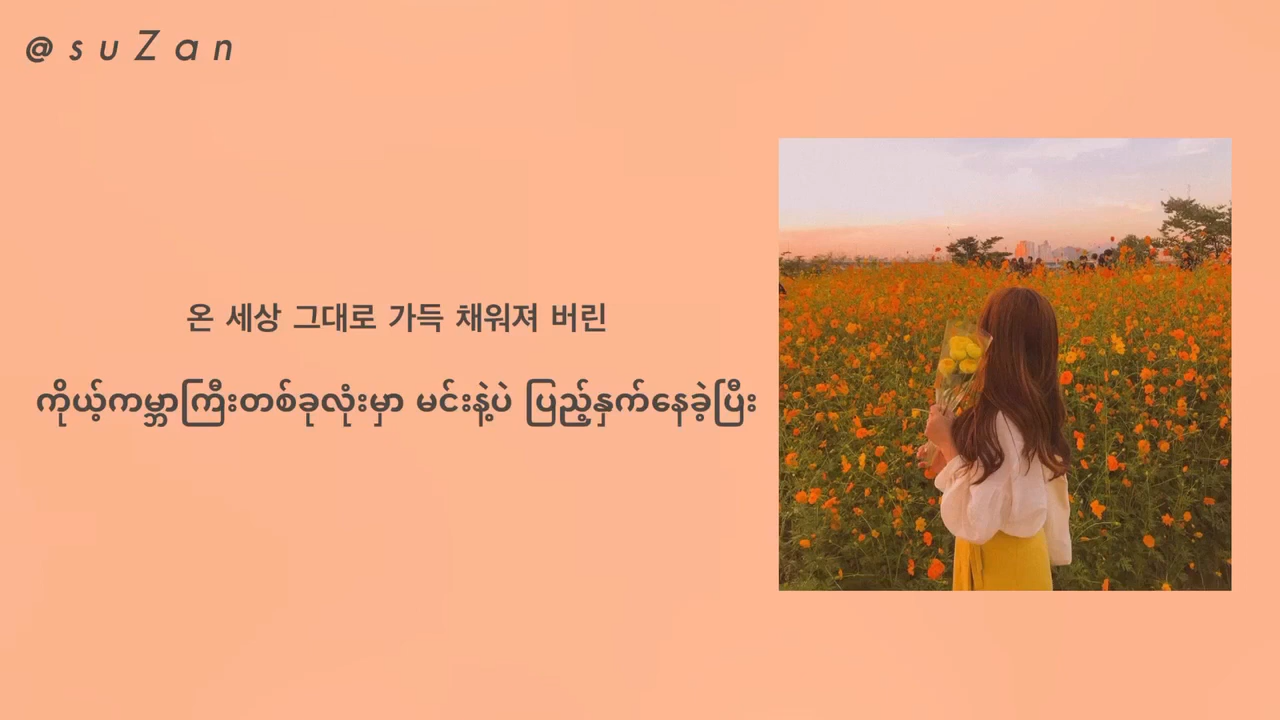 @suZan
온 세상 그대로 가득 채워져 버린
ကိုယ့်ကမ္ဘာကြီးတစ်ခုလုံးမှာ မင်းနဲ့ပဲ ပြည့်နှက်နေခဲ့ပြီး